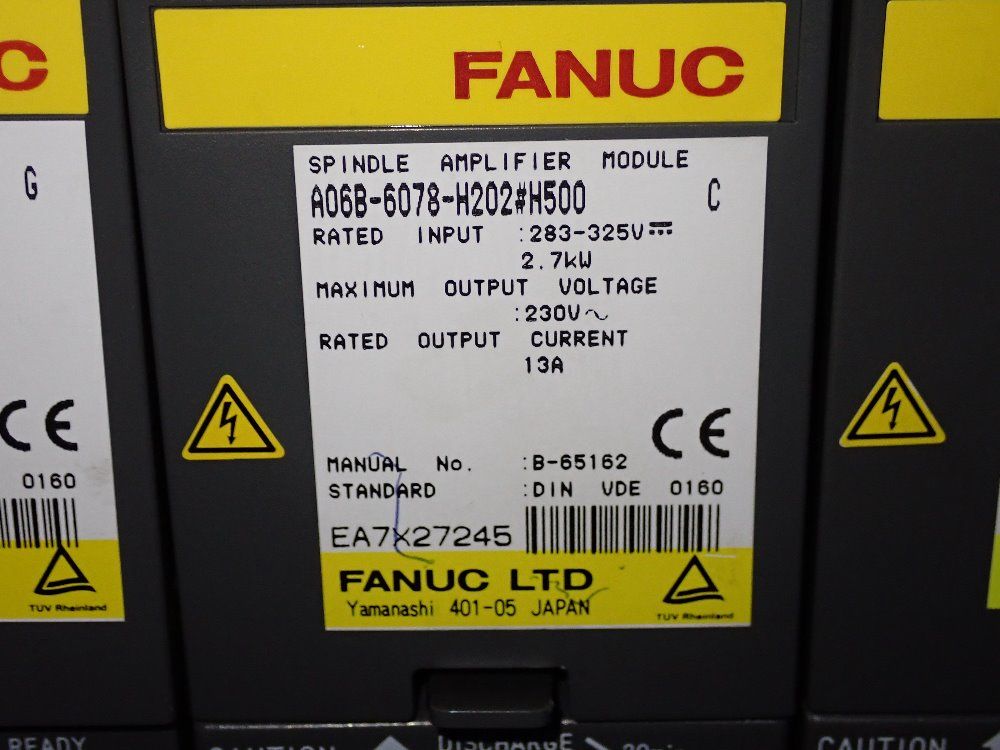 C
FANUC
G
SPINDLE AMPLIFIER MODULE
A06B-6078-H202#H500 C
RATED INPUT :283-325V
2.7kW
MAXIMUM OUTPUT VOLTAGE
:230V~
RATED OUTPUT CURRENT
13A
CE
CE
MANUAL No. :B-65162
0160
STANDARD :DIN VDE 0160
EA7X27245
FANUC LTD
Yamanashi 401-05 JAPAN
TUV Rheinland
TUV Rheinland
READY
CAUTION
DISCHARGE
CAUTION